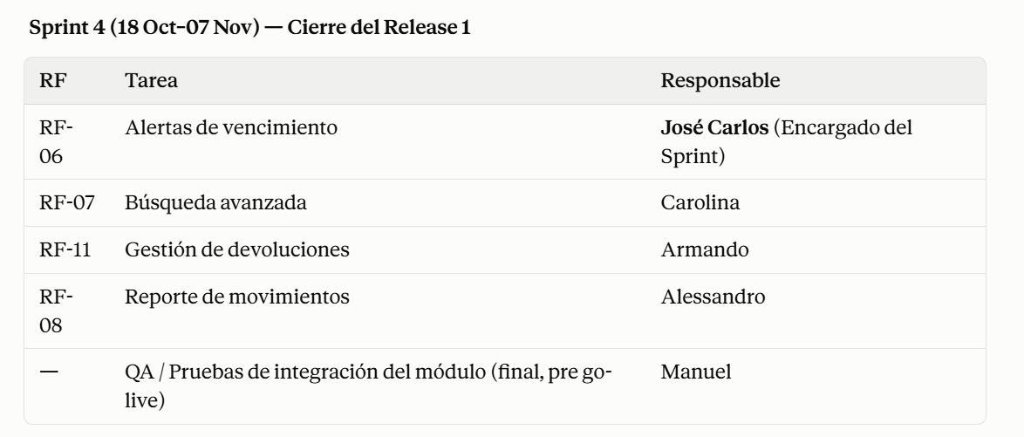 Sprint 4 (18 Oct–07 Nov) — Cierre del Release 1
RF Tarea Responsable
RF- Alertas de vencimiento José Carlos (Encargado del
06 Sprint)
RF-07 Búsqueda avanzada Carolina
RF-11 Gestión de devoluciones Armando
RF- Reporte de movimientos Alessandro
08
— QA / Pruebas de integración del módulo (final, pre go- Manuel
live)